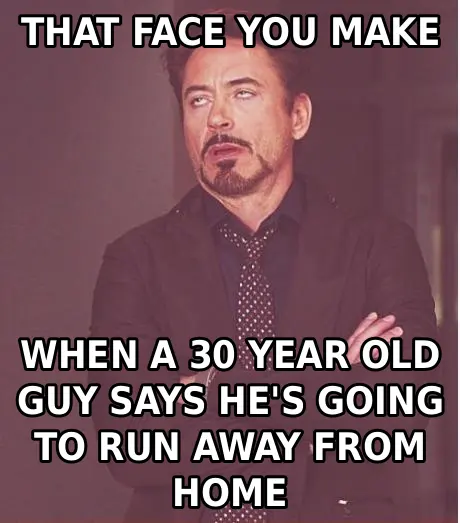 THAT FACE YOU MAKE
WHEN A 30 YEAR OLD
GUY SAYS HE'S GOING
TO RUN AWAY FROM
HOME